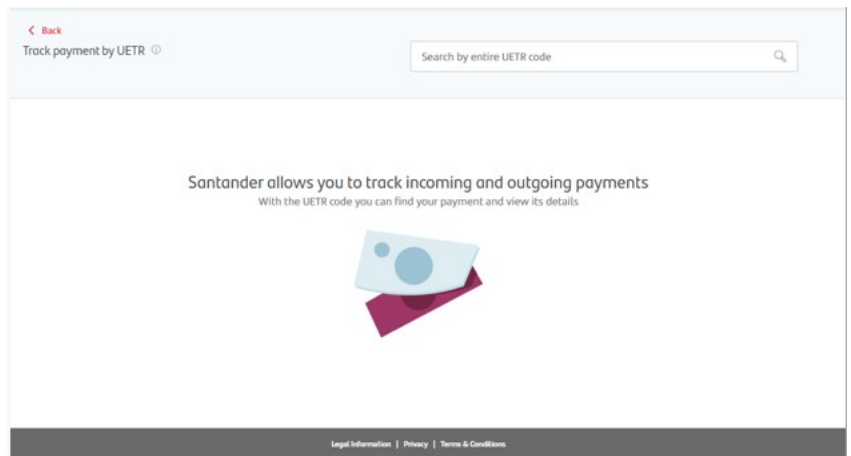 Back
Track payment by UETR
Search by entire UETR code
Santander allows you to track incoming and outgoing payments
With the UETR code you can find your payment and view its details
Legal Information | Privacy | Terms & Conditions